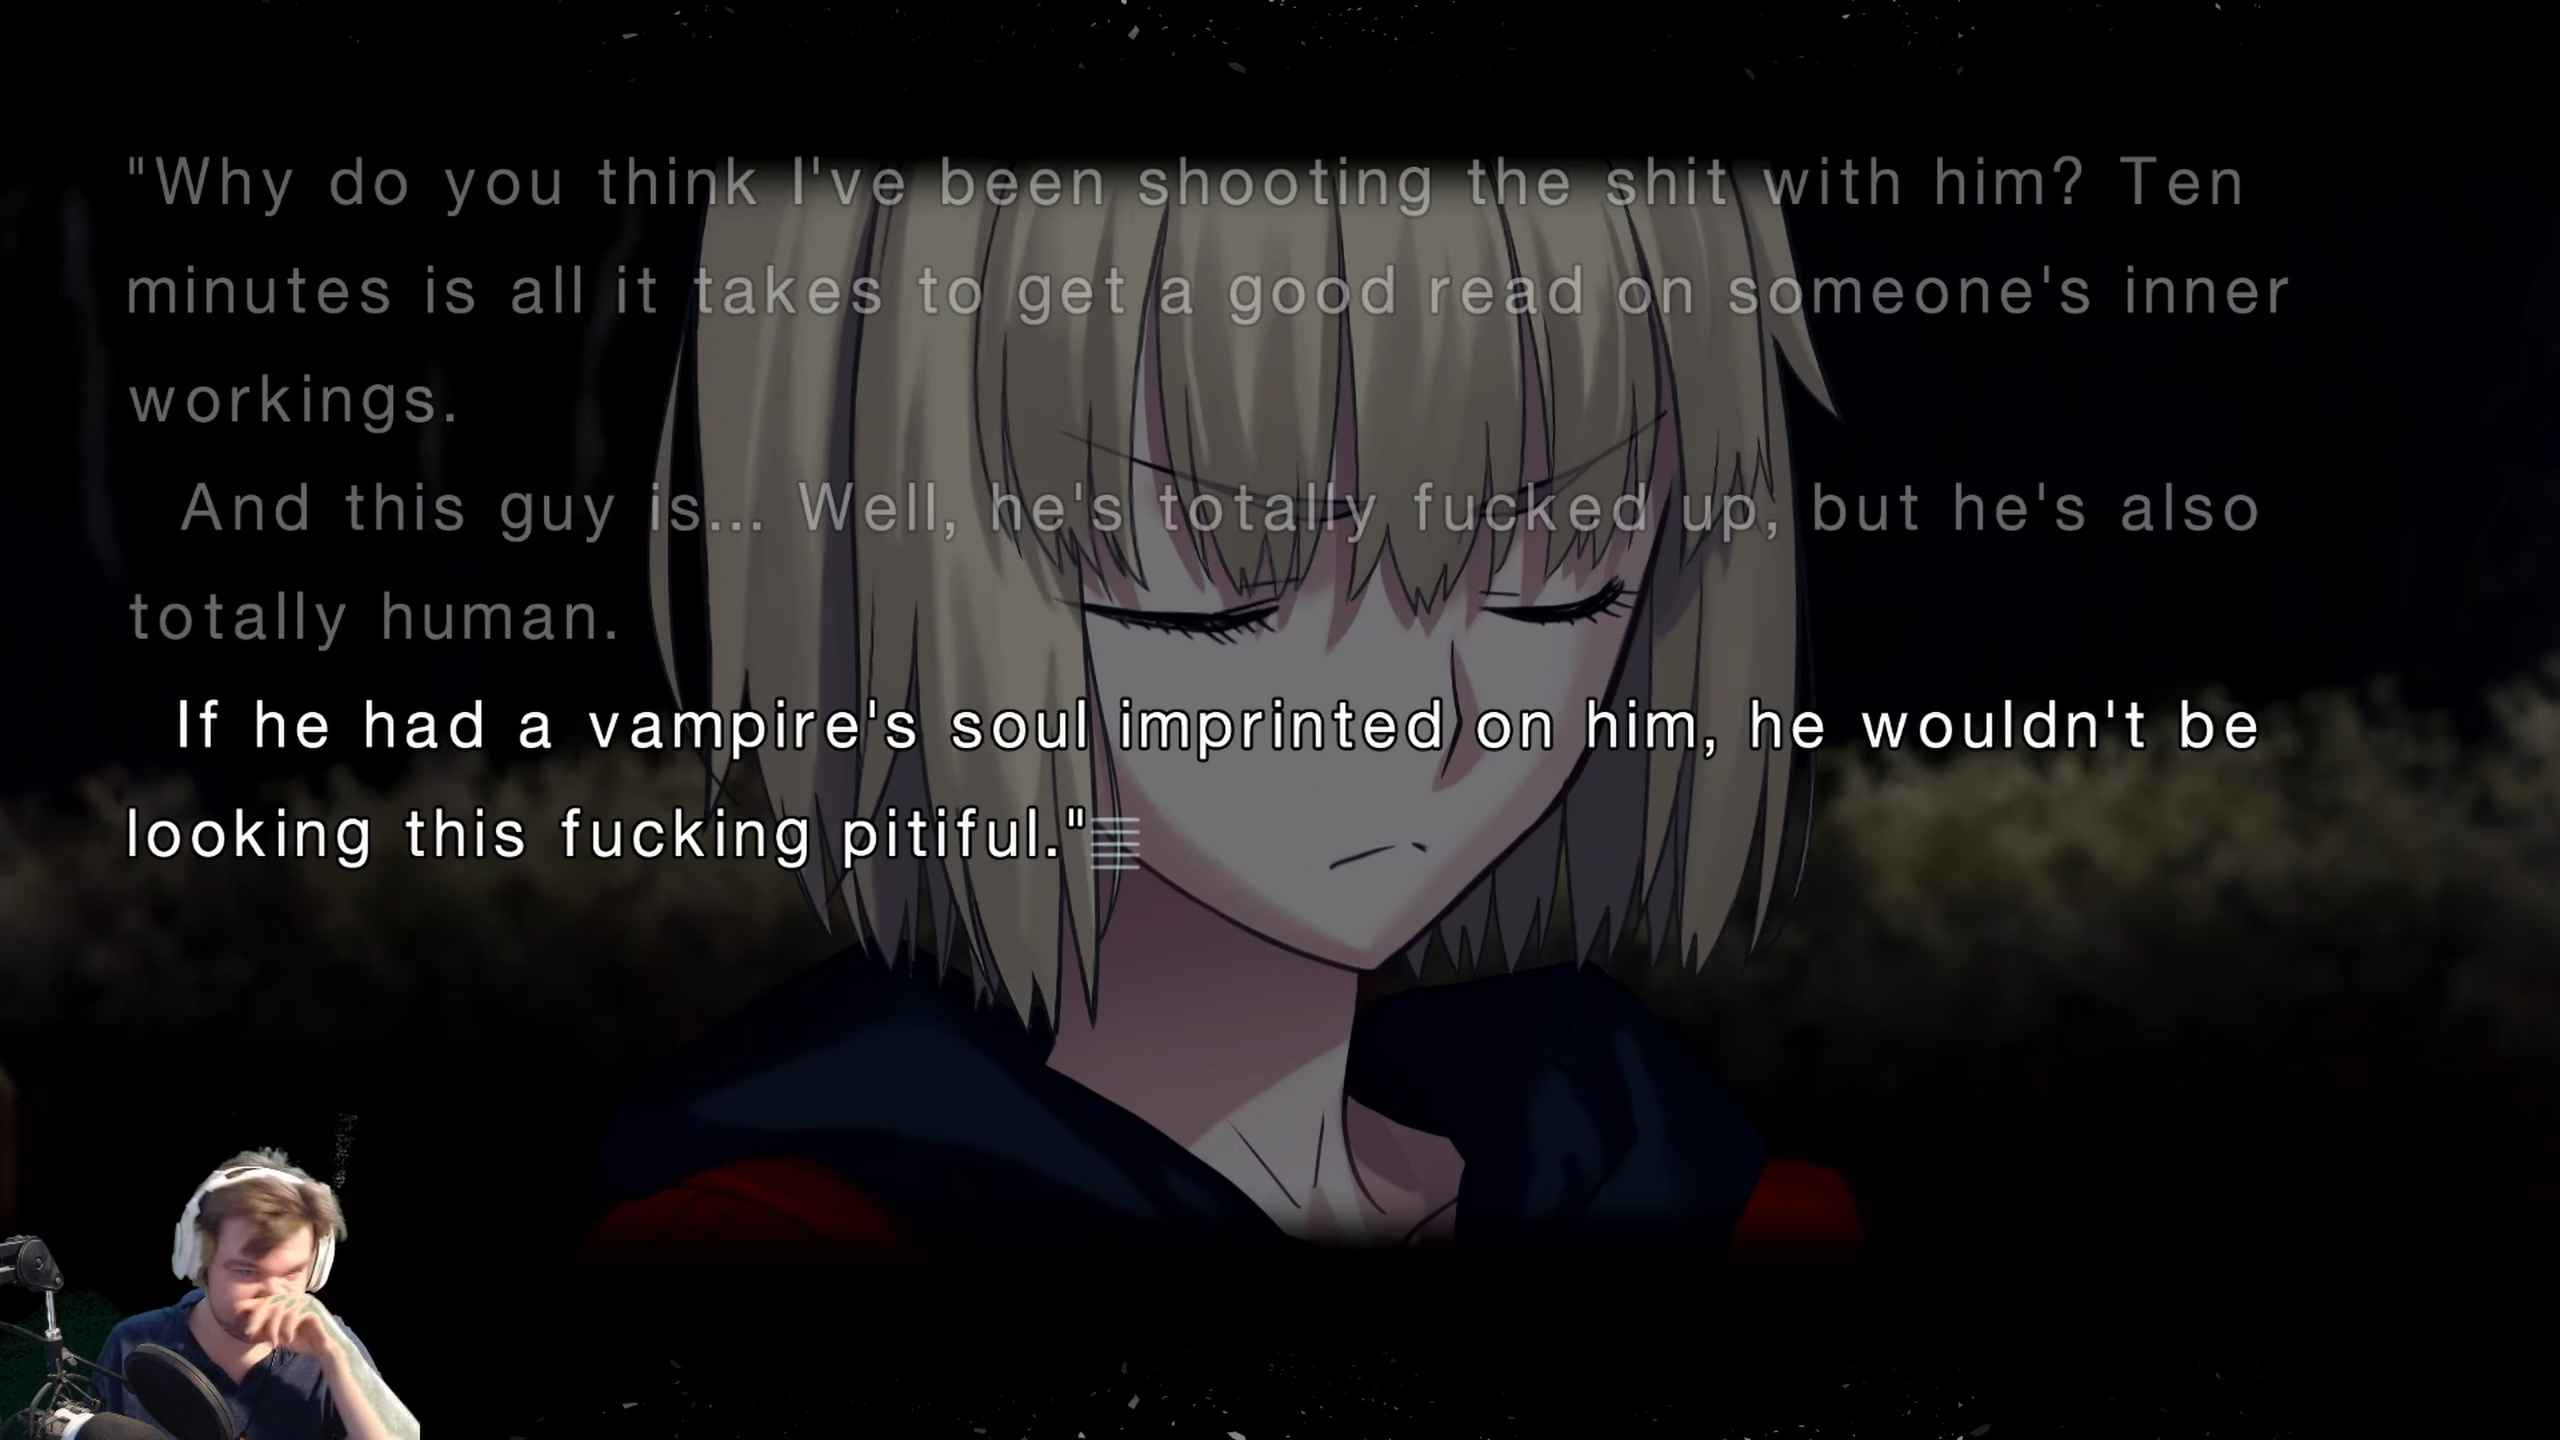 "Why do you think I've been shooting the shit with him? Ten
minutes is all it takes to get a good read on someone's inner
workings.
And this guy is... Well, he's totally fucked up, but he's also
totally human.
If he had a vampire's soul imprinted on him, he wouldn't be
looking this fucking pitiful."